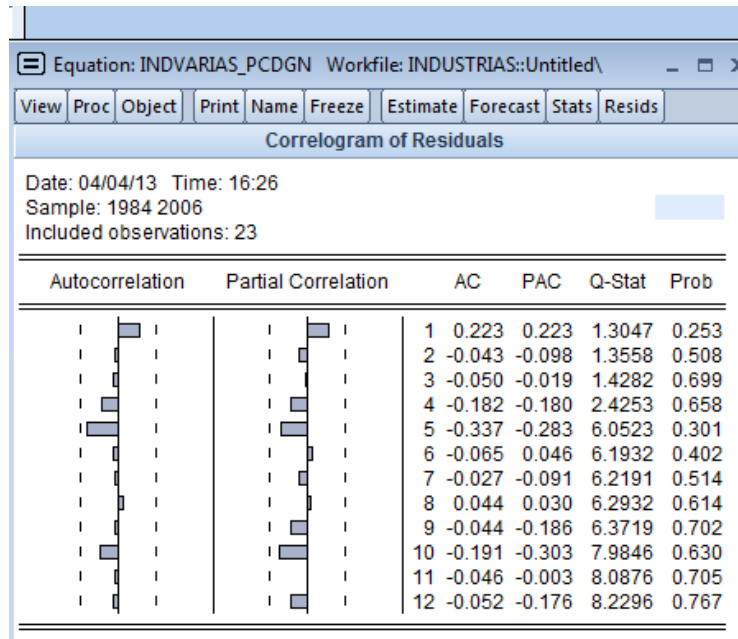 Equation: INDVARIAS_PCDGN Workfile: INDUSTRIAS::Untitled\
View Proc Object Print Name Freeze Estimate Forecast Stats Resids
Correlogram of Residuals
Date: 04/04/13 Time: 16:26
Sample: 1984 2006
Included observations: 23
Autocorrelation Partial Correlation AC PAC Q-Stat Prob
1 0.223 0.223 1.3047 0.253
2 -0.043 -0.098 1.3558 0.508
3 -0.050 -0.019 1.4282 0.699
4 -0.182 -0.180 2.4253 0.658
5 -0.337 -0.283 6.0523 0.301
6 -0.065 0.046 6.1932 0.402
7 -0.027 -0.091 6.2191 0.514
8 0.044 0.030 6.2932 0.614
9 -0.044 -0.186 6.3719 0.702
10 -0.191 -0.303 7.9846 0.630
11 -0.046 -0.003 8.0876 0.705
12 -0.052 -0.176 8.2296 0.767